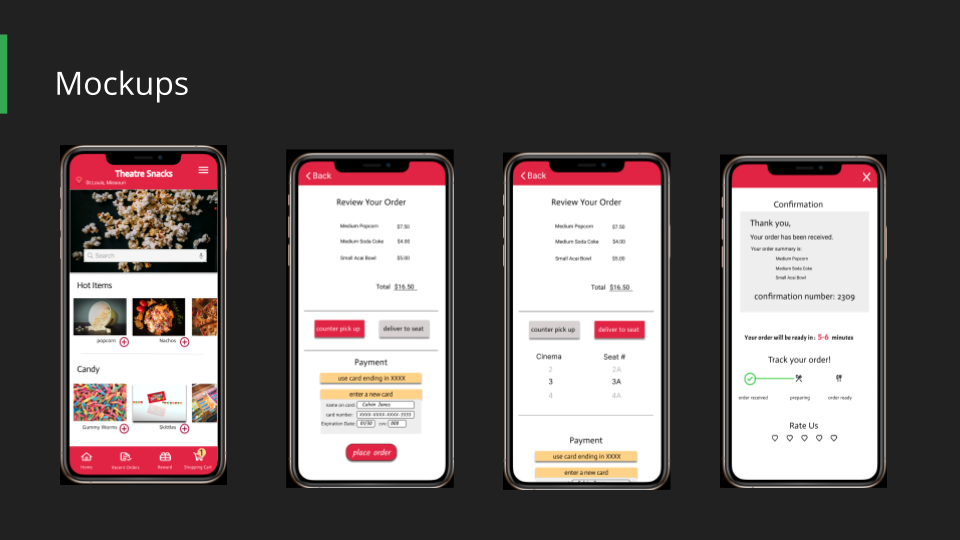 Mockups
Theatre Snacks
St.Louis, Missouri
Search
Hot Items
popcorn
Nachos
Candy
Gummy Worms
Skittles
1
Home
Recent Orders
Reward
Shopping Cart
Back
Review Your Order
Medium Popcorn $7.50
Medium Soda Coke $4.00
Small Acai Bowl $5.00
Total $16.50
counter pick up deliver to seat
Payment
use card ending in XXXX
enter a new card
name on card: Calvin Jones
card number: XXXX-XXXX-XXXX-5555
Expiration Date:
place order
Back
Review Your Order
Medium Popcorn $7.50
Medium Soda Coke $4.00
Small Acai Bowl $5.00
Total $16.50
counter pick up deliver to seat
Cinema Seat #
2 2A
3 3A
4 4A
Payment
use card ending in XXXX
enter a new card
X
Confirmation
Thank you,
Your order has been received.
Your order summary is:
Medium Popcorn
Medium Soda Coke
Small Acai Bowl
confirmation number: 2309
Your order will be ready in: 5-6 minutes
Track your order!
order received preparing order ready
Rate Us